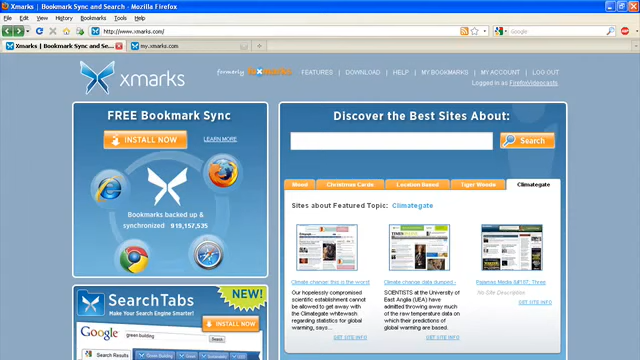 Xmarks | Bookmark Sync and Search - Mozilla Firefox
File Edit View History Bookmarks Tools Help
http://www.xmarks.com/
Google
Xmarks | Bookmark Sync and Se...
my.xmarks.com
xmarks
formerly foxmarks
FEATURES | DOWNLOAD | HELP | MY BOOKMARKS | MY ACCOUNT | LOG OUT
Logged in as: FirefoxVideocasts
FREE Bookmark Sync
INSTALL NOW
LEARN MORE
Bookmarks backed up &
synchronized 919,157,535
Discover the Best Sites About:
Search
Mixed
Christmas Cards
Location Based
Tiger Woods
Climategate
Sites about Featured Topic: Climategate
Climate change: this is the worst
Our hopelessly compromised
scientific establishment cannot
be allowed to get away with
the Climategate whitewash
regarding statistics for global
warming, says...
GET SITE INFO
Climate change data dumped -
SCIENTISTS at the University of
East Anglia (UEA) have
admitted throwing away much
of the raw temperature data on
which their predictions of
global warming are based.
GET SITE INFO
Pajamas Media &#187; Three
No Site Description
GET SITE INFO
SearchTabs
Make Your Search Engine Smarter!
NEW!
INSTALL NOW
Google
green building
Search
Search Results
Green Building